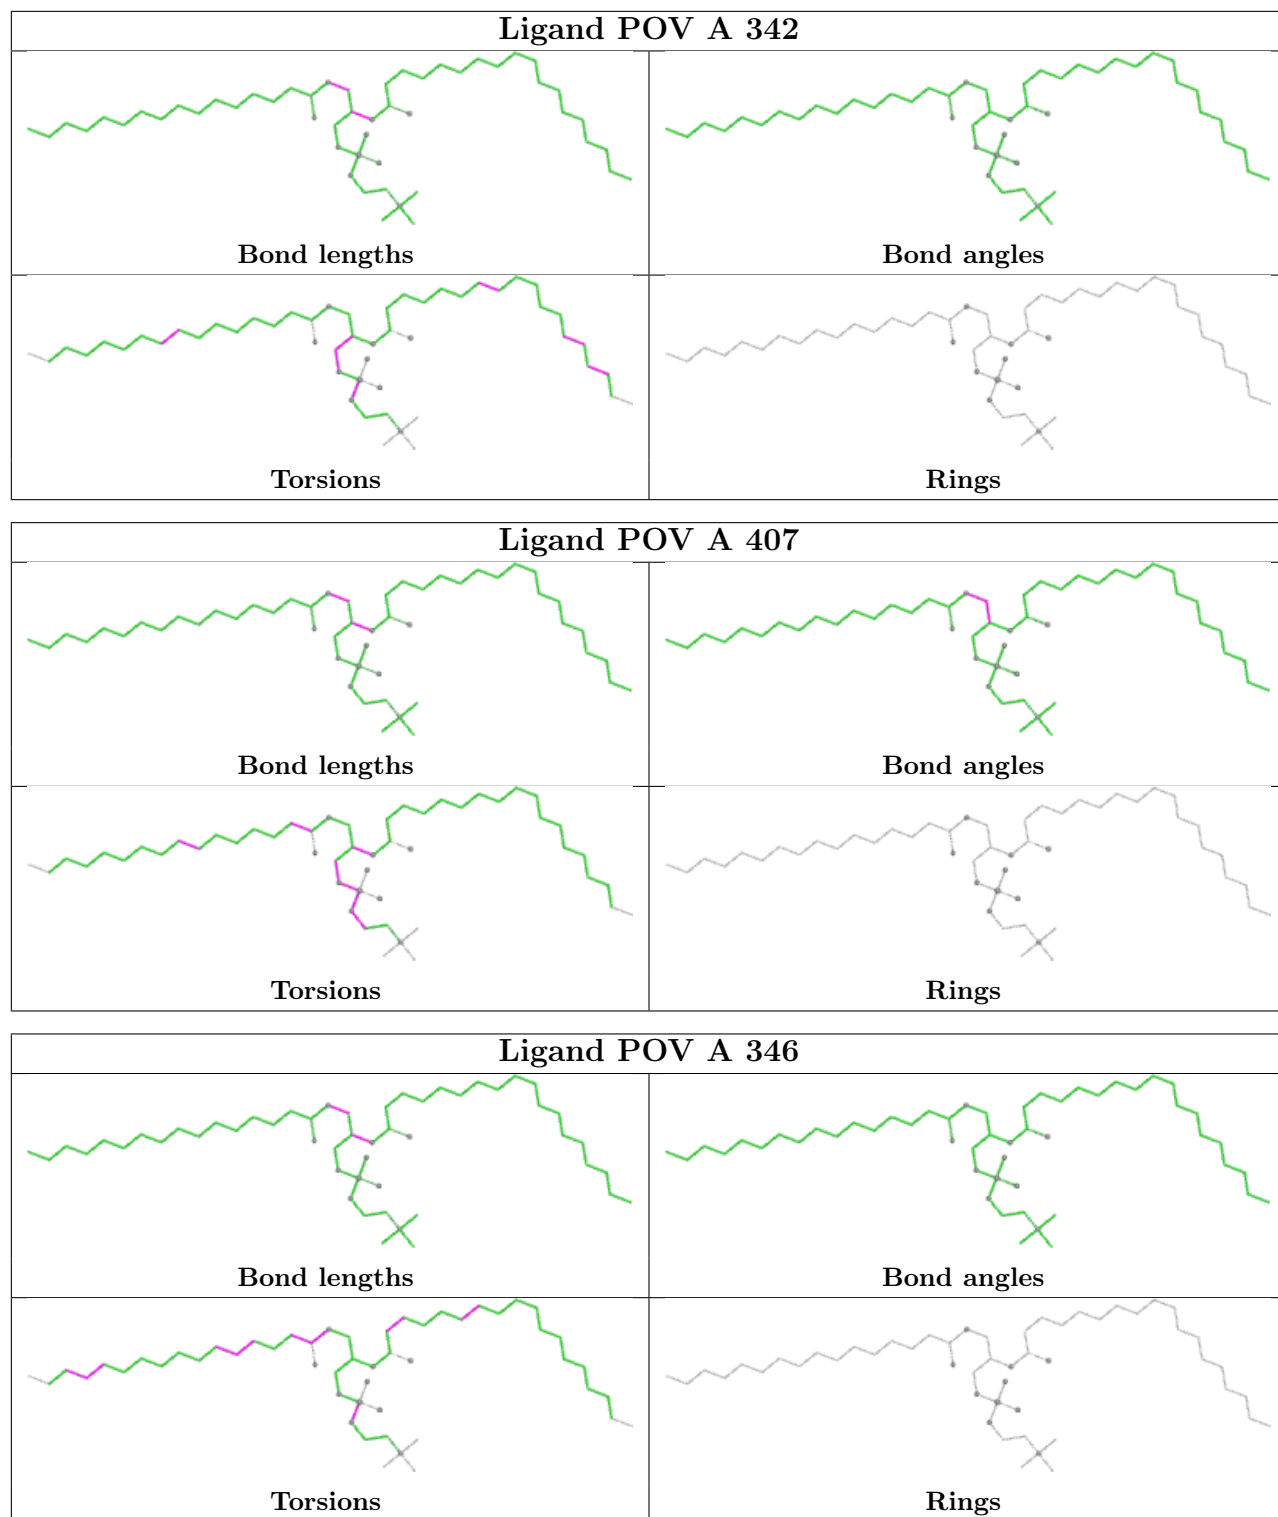 Ligand POV A 342
Bond lengths
Bond angles
Torsions
Rings
Ligand POV A 407
Bond lengths
Bond angles
Torsions
Rings
Ligand POV A 346
Bond lengths
Bond angles
Torsions
Rings